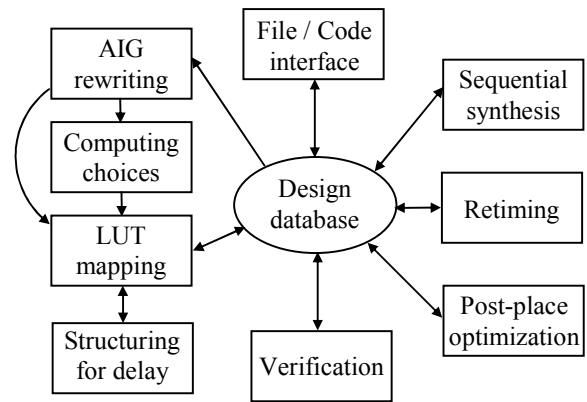 AIG
rewriting
File / Code
interface
Sequential
synthesis
Computing
choices
Design
database
Retiming
LUT
mapping
Post-place
optimization
Structuring
for delay
Verification